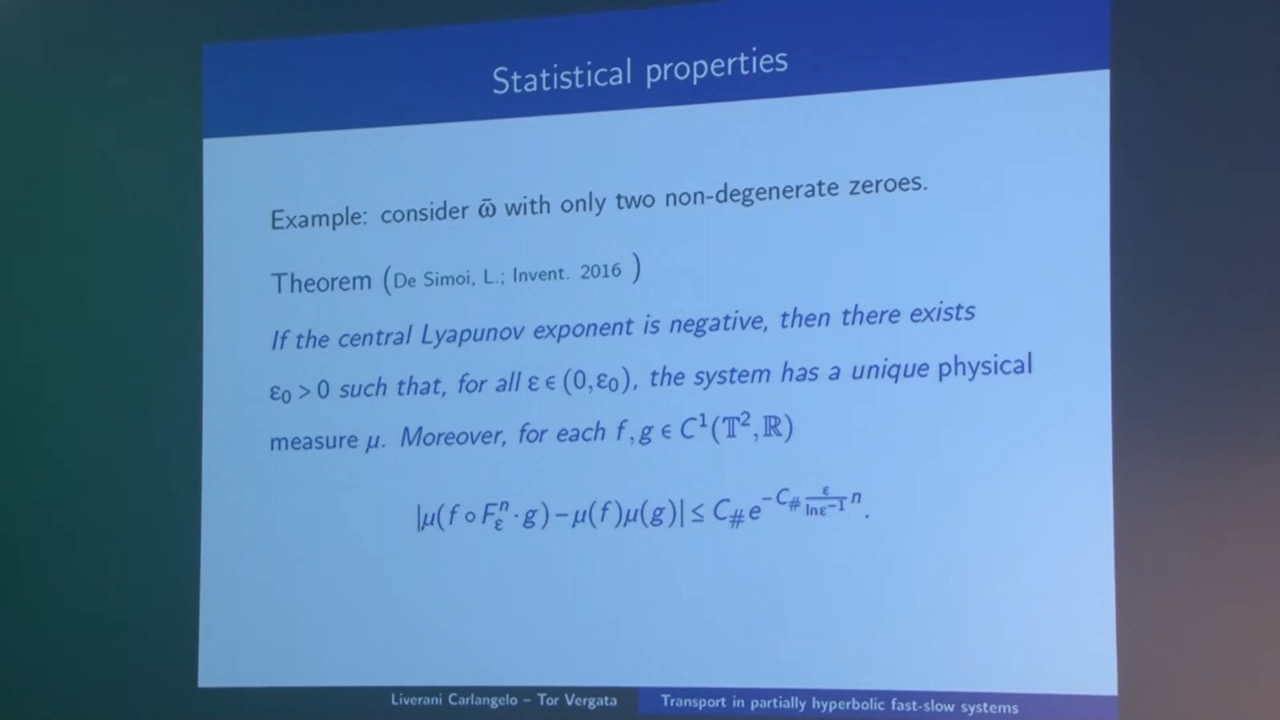 Statistical properties
Example: consider ω̄ with only two non-degenerate zeroes.
Theorem (De Simoi, L.; Invent. 2016 )
If the central Lyapunov exponent is negative, then there exists
ε₀ > 0 such that, for all ε ∈ (0,ε₀), the system has a unique physical
measure μ. Moreover, for each f,g ∈ C¹(𝕋²,ℝ)
|μ(f ∘ F_ε^n · g) − μ(f)μ(g)| ≤ C_# e^{−C_# \frac{ε}{ln ε^{−1}} n}.
Liverani Carlangelo – Tor Vergata
Transport in partially hyperbolic fast-slow systems